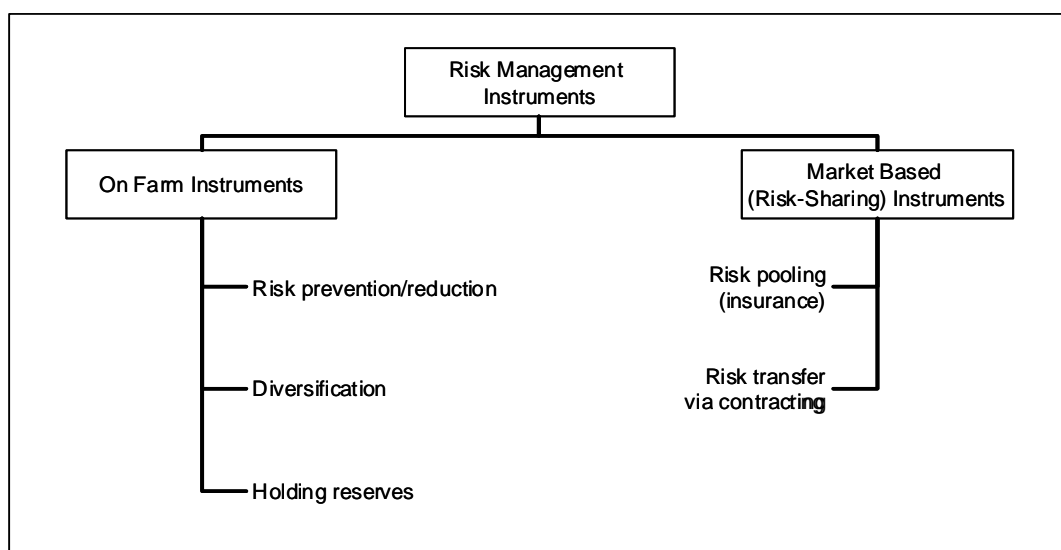 Risk Management
Instruments
On Farm Instruments
Market Based
(Risk-Sharing) Instruments
Risk prevention/reduction
Diversification
Holding reserves
Risk pooling
(insurance)
Risk transfer
via contracting